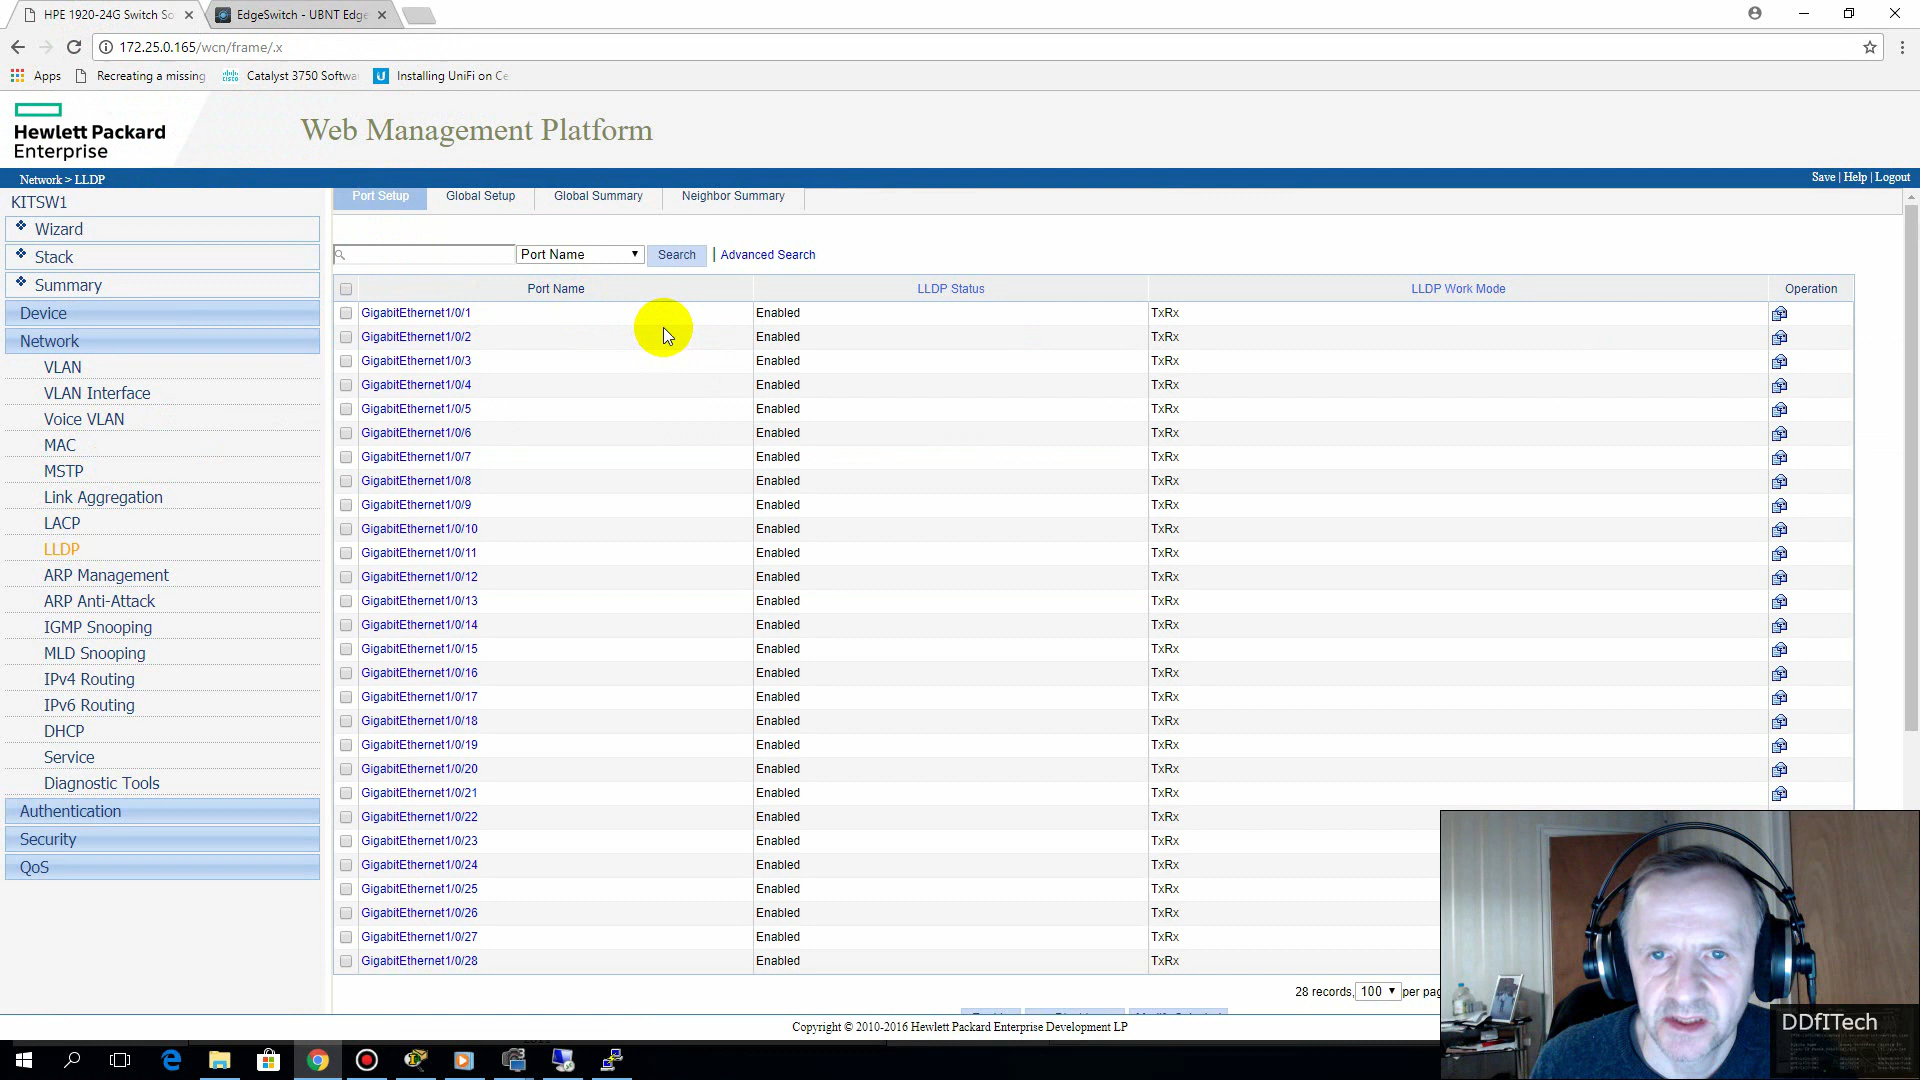 HPE 1920-24G Switch So
EdgeSwitch - UBNT Edge
172.25.0.165/wcn/frame/.x
Apps
Recreating a missing
Catalyst 3750 Softwa
Installing UniFi on Ce
Hewlett Packard
Enterprise
Web Management Platform
Network > LLDP
Save | Help | Logout
KITSW1
Wizard
Stack
Summary
Device
Network
VLAN
VLAN Interface
Voice VLAN
MAC
MSTP
Link Aggregation
LACP
LLDP
ARP Management
ARP Anti-Attack
IGMP Snooping
MLD Snooping
IPv4 Routing
IPv6 Routing
DHCP
Service
Diagnostic Tools
Authentication
Security
QoS
Port Setup Global Setup Global Summary Neighbor Summary
Port Name Search | Advanced Search
Port Name LLDP Status LLDP Work Mode Operation
GigabitEthernet1/0/1 Enabled TxRx
GigabitEthernet1/0/2 Enabled TxRx
GigabitEthernet1/0/3 Enabled TxRx
GigabitEthernet1/0/4 Enabled TxRx
GigabitEthernet1/0/5 Enabled TxRx
GigabitEthernet1/0/6 Enabled TxRx
GigabitEthernet1/0/7 Enabled TxRx
GigabitEthernet1/0/8 Enabled TxRx
GigabitEthernet1/0/9 Enabled TxRx
GigabitEthernet1/0/10 Enabled TxRx
GigabitEthernet1/0/11 Enabled TxRx
GigabitEthernet1/0/12 Enabled TxRx
GigabitEthernet1/0/13 Enabled TxRx
GigabitEthernet1/0/14 Enabled TxRx
GigabitEthernet1/0/15 Enabled TxRx
GigabitEthernet1/0/16 Enabled TxRx
GigabitEthernet1/0/17 Enabled TxRx
GigabitEthernet1/0/18 Enabled TxRx
GigabitEthernet1/0/19 Enabled TxRx
GigabitEthernet1/0/20 Enabled TxRx
GigabitEthernet1/0/21 Enabled TxRx
GigabitEthernet1/0/22 Enabled TxRx
GigabitEthernet1/0/23 Enabled TxRx
GigabitEthernet1/0/24 Enabled TxRx
GigabitEthernet1/0/25 Enabled TxRx
GigabitEthernet1/0/26 Enabled TxRx
GigabitEthernet1/0/27 Enabled TxRx
GigabitEthernet1/0/28 Enabled TxRx
28 records, 100 per pag
Copyright © 2010-2016 Hewlett Packard Enterprise Development LP
DDfITech